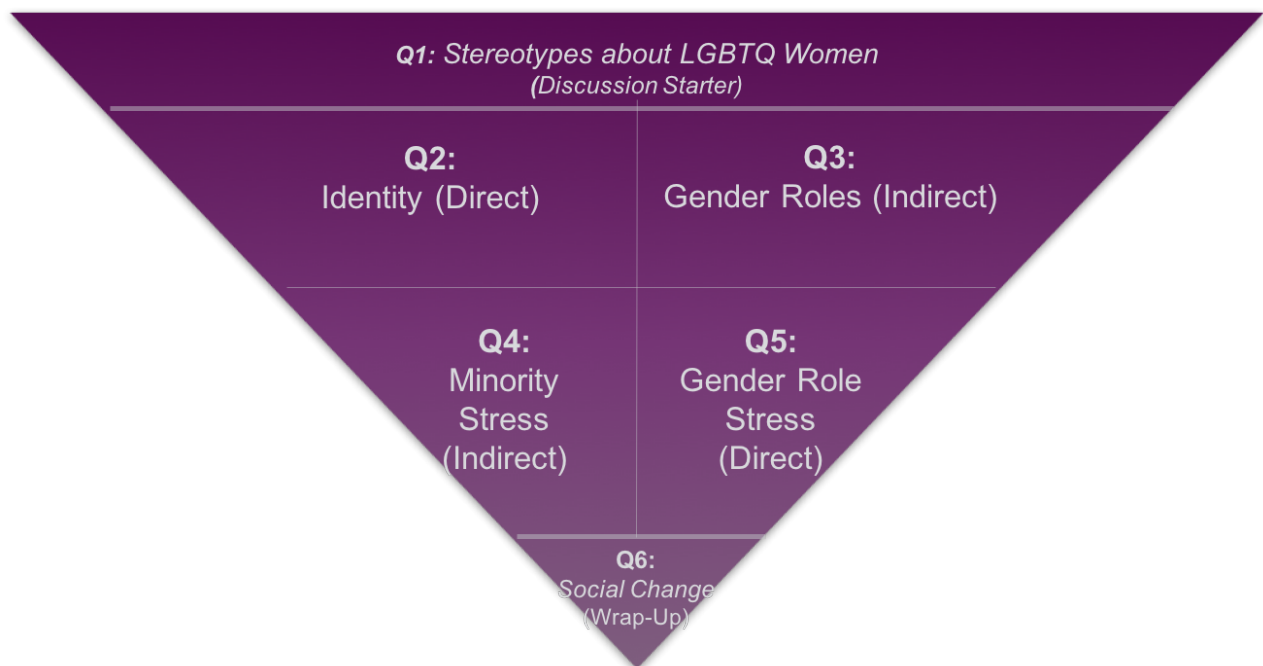 Q1: Stereotypes about LGBTQ Women
(Discussion Starter)
Q2:
Identity (Direct)
Q3:
Gender Roles (Indirect)
Q4:
Minority
Stress
(Indirect)
Q5:
Gender Role
Stress
(Direct)
Q6:
Social Change
(Wrap-Up)